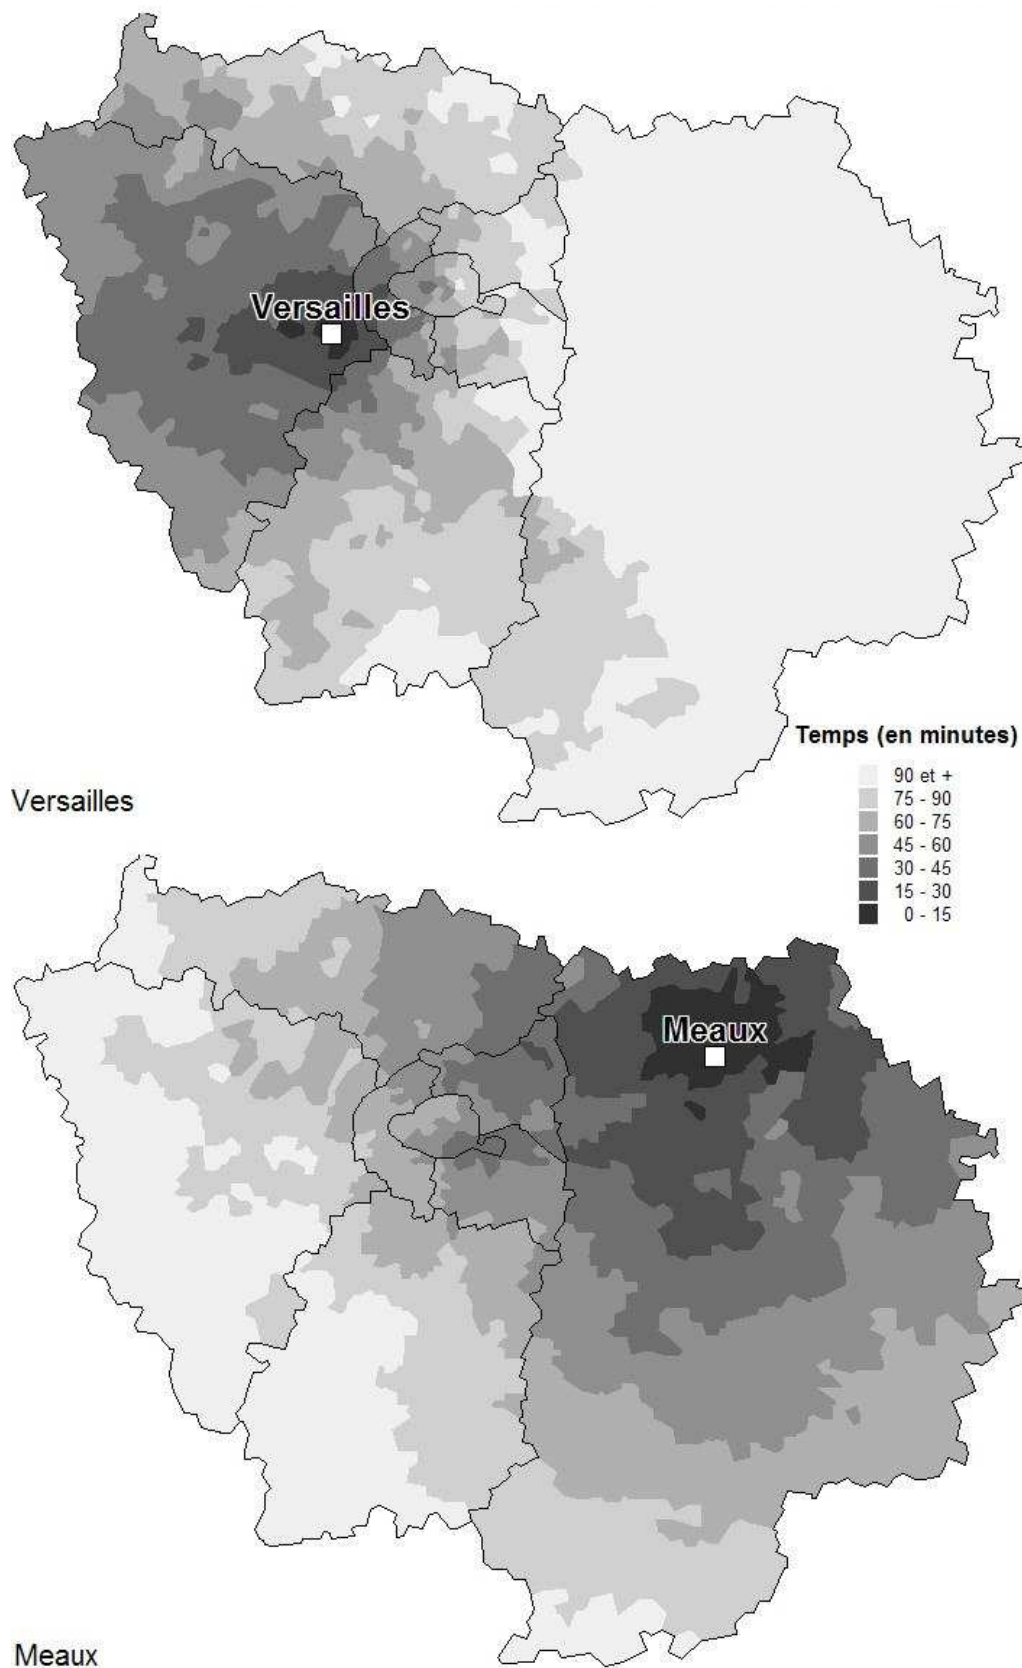 Versailles
Temps (en minutes)
90 et +
75 - 90
60 - 75
45 - 60
30 - 45
15 - 30
0 - 15
Versailles
Meaux
Meaux